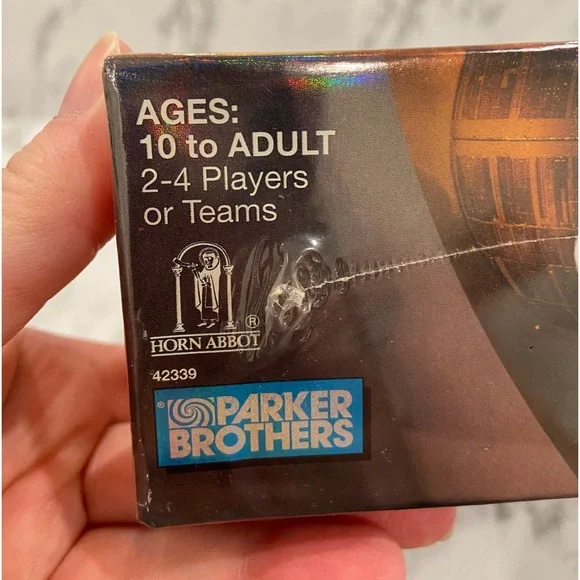 AGES:
10 to ADULT
2-4 Players
or Teams
®
HORN ABBOT
42339
® PARKER
BROTHERS